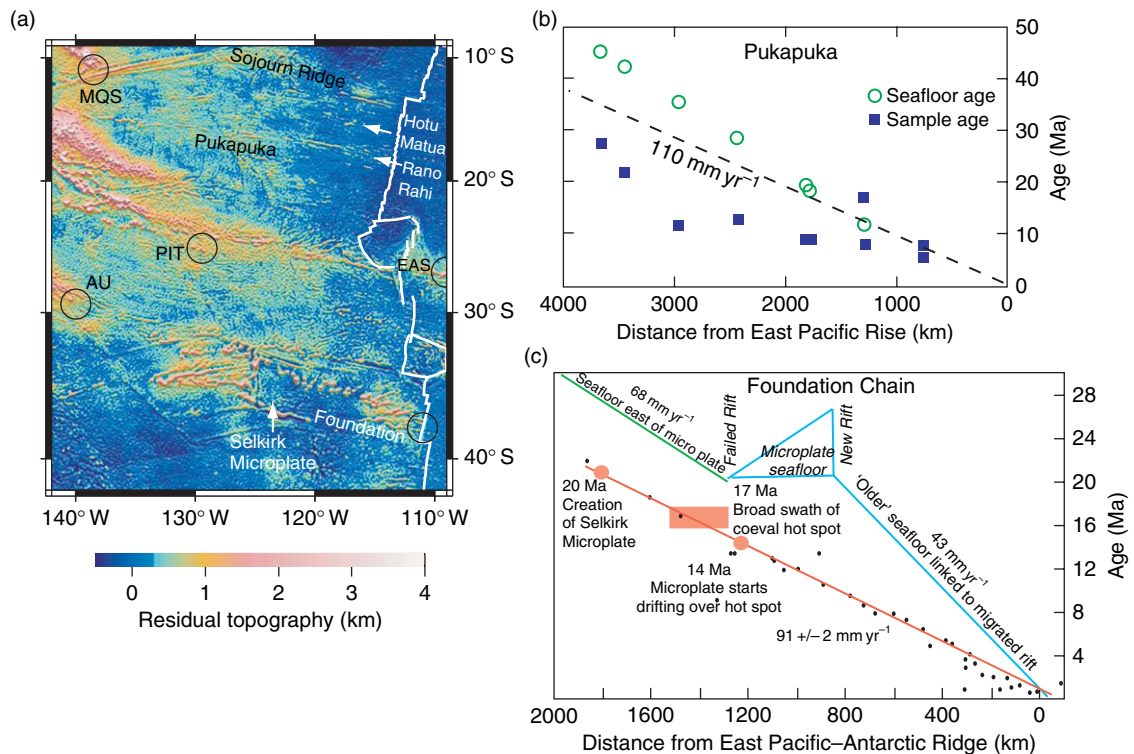 (a)
10° S
20° S
30° S
40° S
140° W
130° W
120° W
110° W
MQS
Sojourn Ridge
Hotu
Matua
Pukapuka
Rano
Rahi
PIT
EAS
AU
Foundation
Selkirk
Microplate
0
1
2
3
4
Residual topography (km)
(b)
Pukapuka
Seafloor age
Sample age
110 mm yr⁻¹
50
40
30
20
10
0
Age (Ma)
4000
3000
2000
1000
0
Distance from East Pacific Rise (km)
(c)
Foundation Chain
68 mm yr⁻¹
Seafloor east of micro plate
Failed Rift
Microplate
seafloor
New Rift
20 Ma
Creation
of Selkirk
Microplate
17 Ma
Broad swath of
coeval hot spot
14 Ma
Microplate starts
drifting over hot spot
43 mm yr⁻¹
'Older' seafloor linked to migrated rift
91 +/– 2 mm yr⁻¹
28
24
20
16
12
8
4
Age (Ma)
2000
1600
1200
800
400
0
Distance from East Pacific–Antarctic Ridge (km)